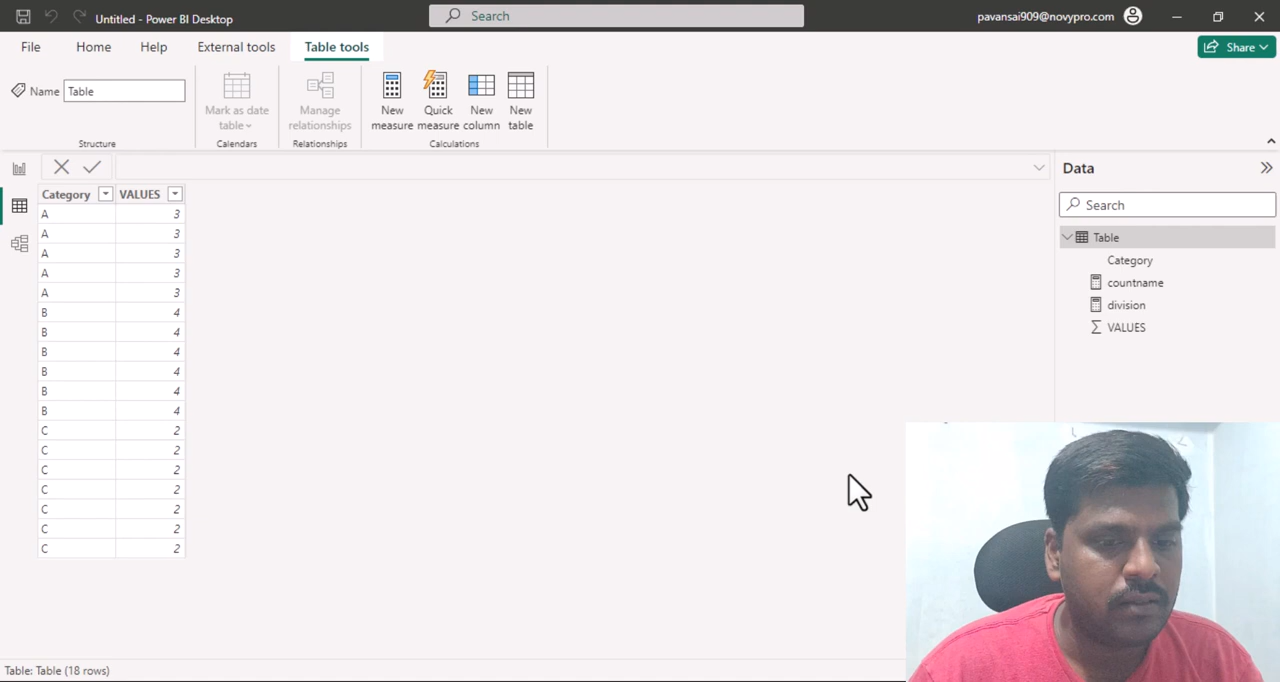 Untitled - Power BI Desktop
Search
pavansai909@novypro.com
File
Home
Help
External tools
Table tools
Share
Name
Table
Mark as date
table
Manage
relationships
New
measure
Quick
measure
New
column
New
table
Structure
Calendars
Relationships
Calculations
Category
VALUES
A 3
A 3
A 3
A 3
A 3
B 4
B 4
B 4
B 4
B 4
B 4
C 2
C 2
C 2
C 2
C 2
C 2
C 2
Data
Search
Table
Category
countname
division
VALUES
Table: Table (18 rows)